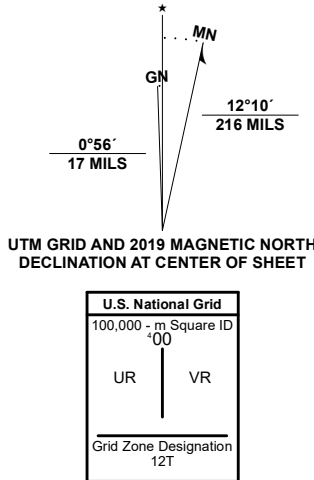 MN
GN
12°10´
216 MILS
0°56´
17 MILS
UTM GRID AND 2019 MAGNETIC NORTH
DECLINATION AT CENTER OF SHEET
U.S. National Grid
100,000 - m Square ID
⁴00
UR VR
Grid Zone Designation
12T